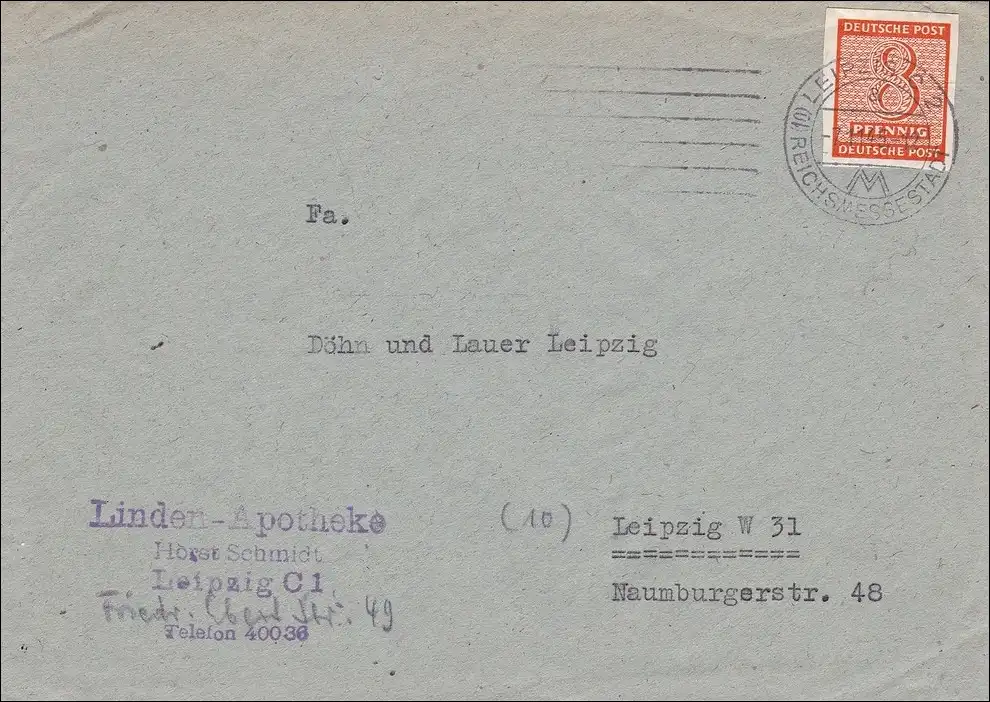 DEUTSCHE POST
8
PFENNIG
DEUTSCHE POST
(10) LEIPZIG
REICHSMESSESTADT
Fa.
Döhn und Lauer Leipzig
Linden-Apotheke
Horst Schmidt
Leipzig C 1
Friedr. Ebert Str. 49
Telefon 40036
(10) Leipzig W 31
============
Naumburgerstr. 48